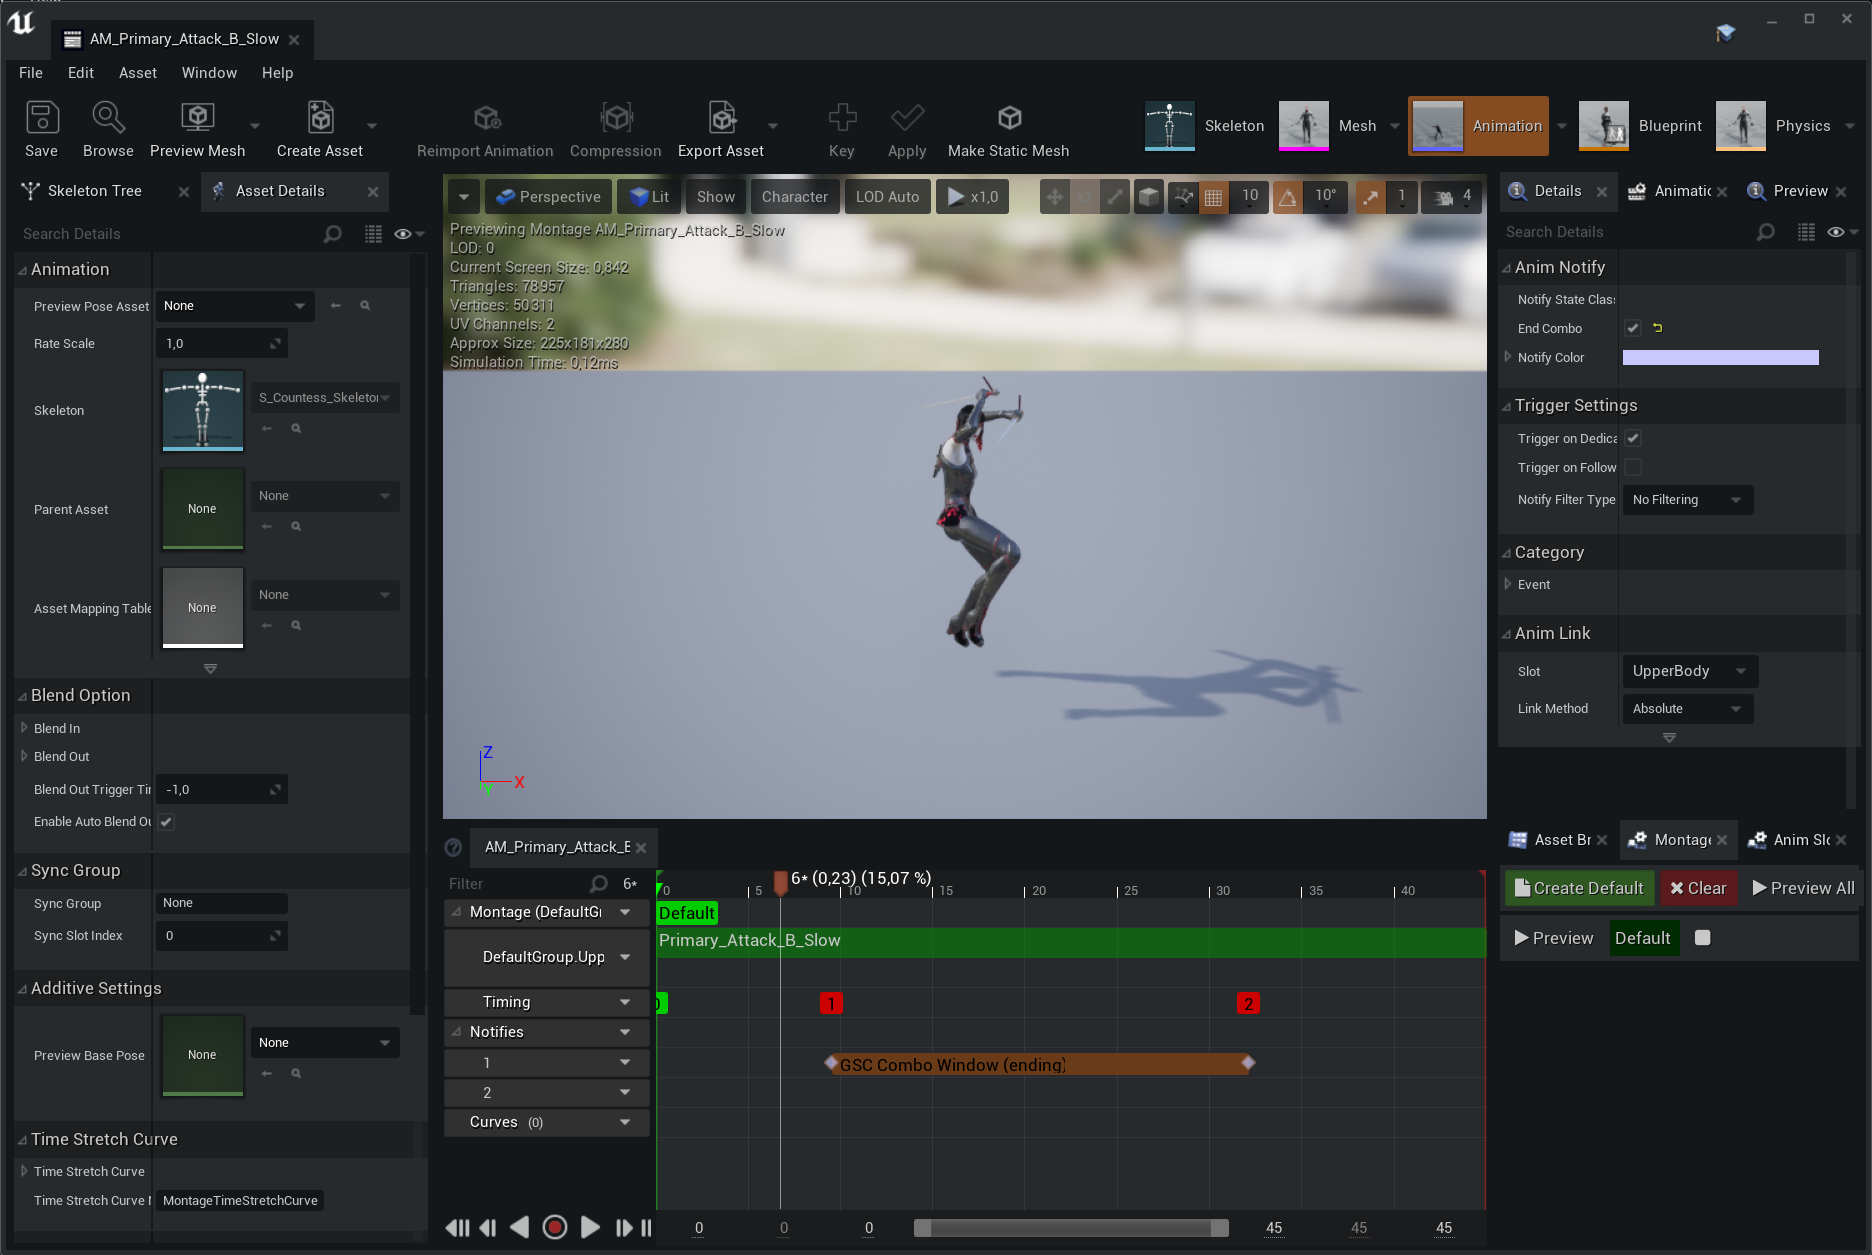 AM_Primary_Attack_B_Slow
File Edit Asset Window Help
Save Browse Preview Mesh Create Asset Reimport Animation Compression Export Asset Key Apply Make Static Mesh
Skeleton Mesh Animation Blueprint Physics
Skeleton Tree Asset Details
Search Details
Animation
Preview Pose Asset None
Rate Scale 1,0
Skeleton S_Countess_Skeleto
Parent Asset None None
Asset Mapping Table None None
Blend Option
Blend In
Blend Out
Blend Out Trigger Ti -1,0
Enable Auto Blend Ou
Sync Group
Sync Group None
Sync Slot Index 0
Additive Settings
Preview Base Pose None None
Time Stretch Curve
Time Stretch Curve
Time Stretch Curve MontageTimeStretchCurve
Perspective Lit Show Character LOD Auto x1,0 10 10° 1 4
Previewing Montage AM_Primary_Attack_B_Slow
LOD: 0
Current Screen Size: 0,842
Triangles: 78 957
Vertices: 50 311
UV Channels: 2
Approx Size: 225x181x280
Simulation Time: 0,12ms
Z
X
Y
AM_Primary_Attack_E
Filter 6*
6* (0,23) (15,07 %)
0 5 10 15 20 25 30 35 40
Montage (DefaultG Default
Primary_Attack_B_Slow
DefaultGroup.Upp
Timing 1 2
Notifies
1 GSC Combo Window (ending)
2
Curves (0)
0 0 0 45 45 45
Details Animatic Preview
Search Details
Anim Notify
Notify State Clas
End Combo
Notify Color
Trigger Settings
Trigger on Dedica
Trigger on Follow
Notify Filter Type No Filtering
Category
Event
Anim Link
Slot UpperBody
Link Method Absolute
Asset Br Montag Anim Slo
Create Default Clear Preview All
Preview Default